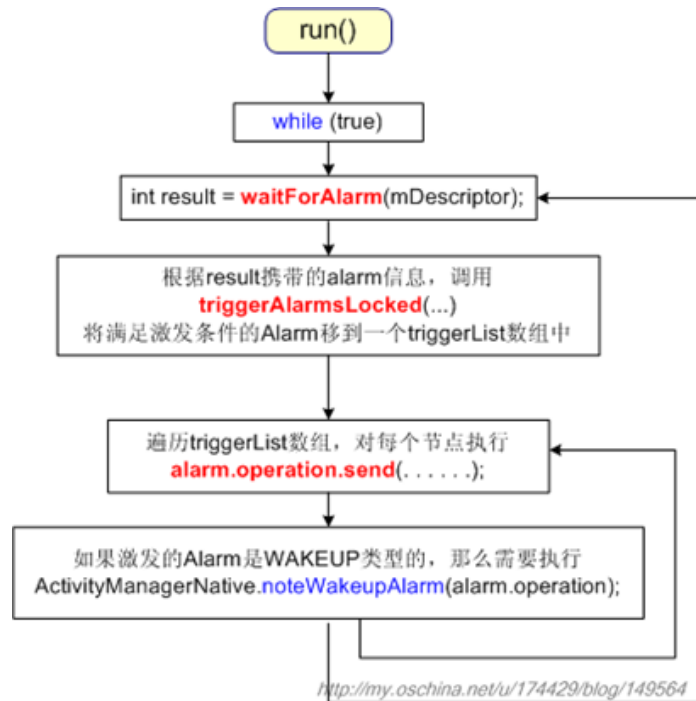 run()
while (true)
int result = waitForAlarm(mDescriptor);
根据result携带的alarm信息，调用
triggerAlarmsLocked(...)
将满足激发条件的Alarm移到一个triggerList数组中
遍历triggerList数组，对每个节点执行
alarm.operation.send(. . . . . .);
如果激发的Alarm是WAKEUP类型的，那么需要执行
ActivityManagerNative.noteWakeupAlarm(alarm.operation);
http://my.oschina.net/u/174429/blog/149564